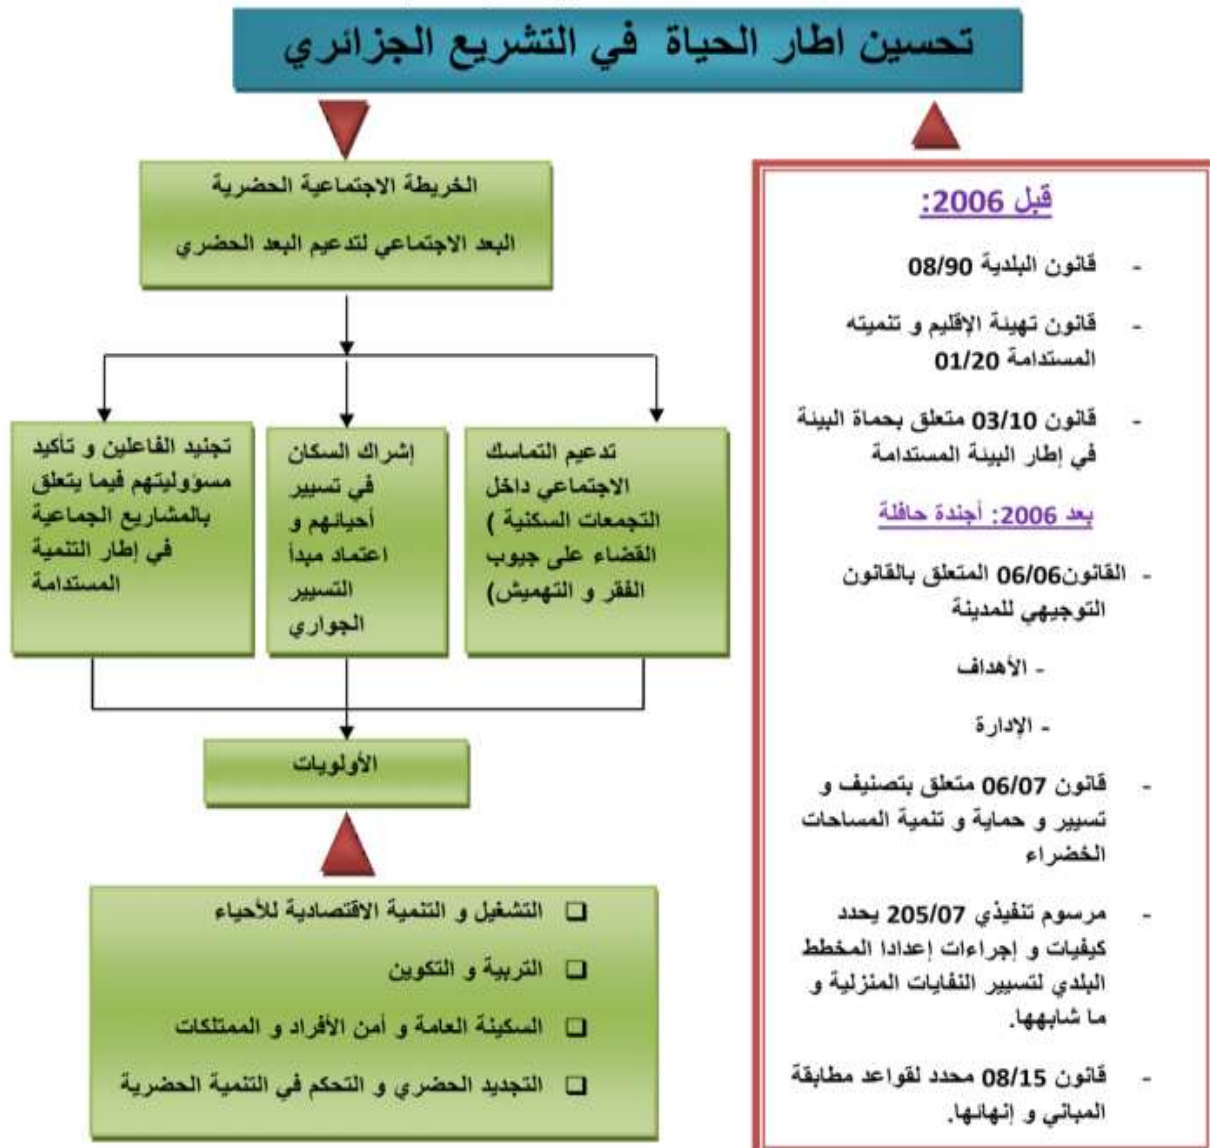 تحسين اطار الحياة في التشريع الجزائري
قبل 2006:
- قانون البلدية 08/90
- قانون تهيئة الإقليم و تنميته
المستدامة 01/20
- قانون 03/10 متعلق بحماة البيئة
في إطار البيئة المستدامة
بعد 2006: أجندة حافلة
- القانون06/06 المتعلق بالقانون
التوجيهي للمدينة
- الأهداف
- الإدارة
- قانون 06/07 متعلق بتصنيف و
تسيير و حماية و تنمية المساحات
الخضراء
- مرسوم تنفيذي 205/07 يحدد
كيفيات و إجراءات إعدادا المخطط
البلدي لتسيير النفايات المنزلية و
ما شابهها.
- قانون 08/15 محدد لقواعد مطابقة
المباني و إنهائها.
الخريطة الاجتماعية الحضرية
البعد الاجتماعي لتدعيم البعد الحضري
تدعيم التماسك
الاجتماعي داخل
التجمعات السكنية (
القضاء على جيوب
الفقر و التهميش)
إشراك السكان
في تسيير
أحيائهم و
اعتماد مبدأ
التسيير
الجواري
تجنيد الفاعلين و تأكيد
مسؤوليتهم فيما يتعلق
بالمشاريع الجماعية
في إطار التنمية
المستدامة
الأولويات
❑ التشغيل و التنمية الاقتصادية للأحياء
❑ التربية و التكوين
❑ السكينة العامة و أمن الأفراد و الممتلكات
❑ التجديد الحضري و التحكم في التنمية الحضرية